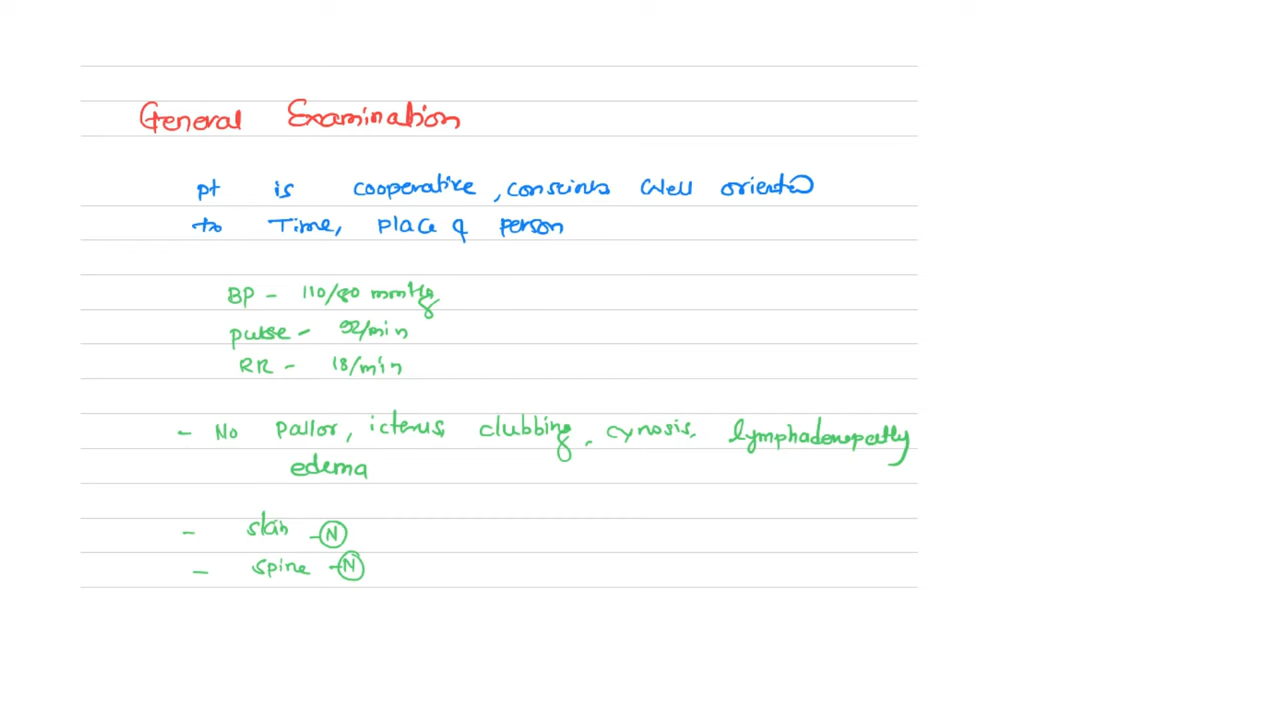 General Examination
pt is cooperative, conscious well oriented
to Time, place & person
BP - 110/80 mmHg
pulse - 92/min
RR - 18/min
- No Pallor, icterus, clubbing, cynosis, lymphadenopathy
edema
- skin - N
- spine - N